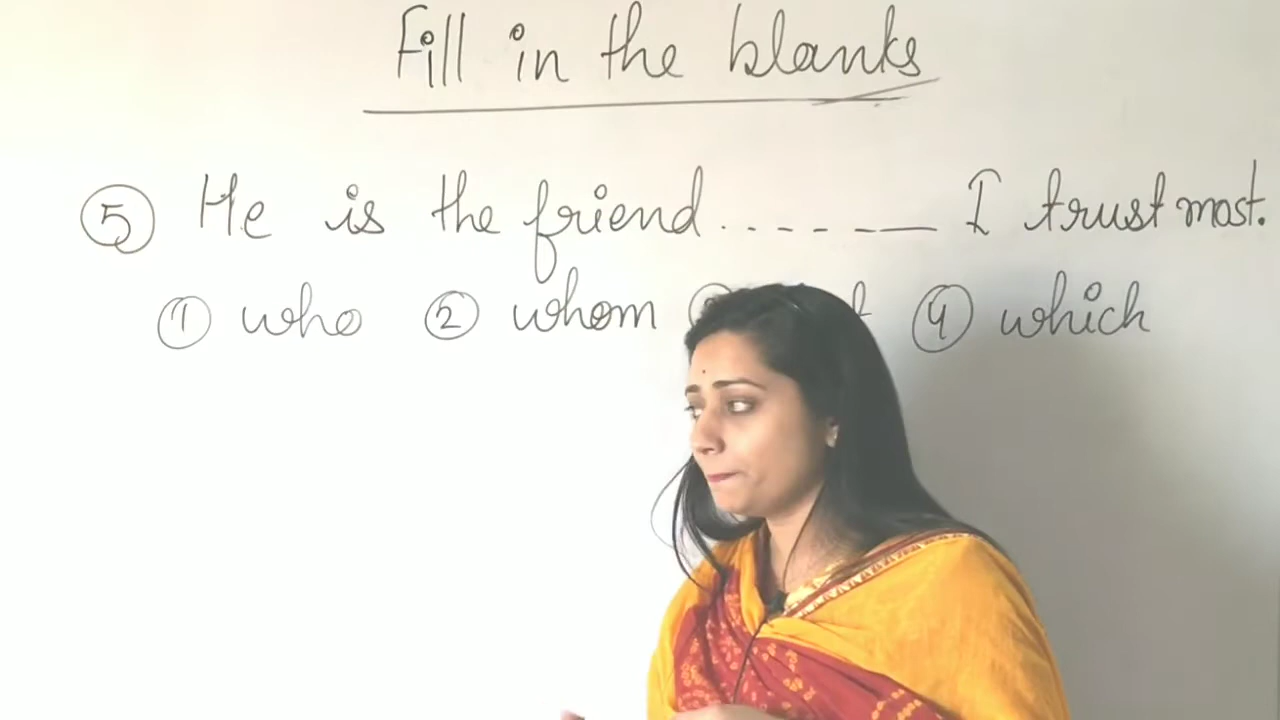 Fill in the blanks
5 He is the friend ......___ I trust most.
1 who 2 whom 4 which